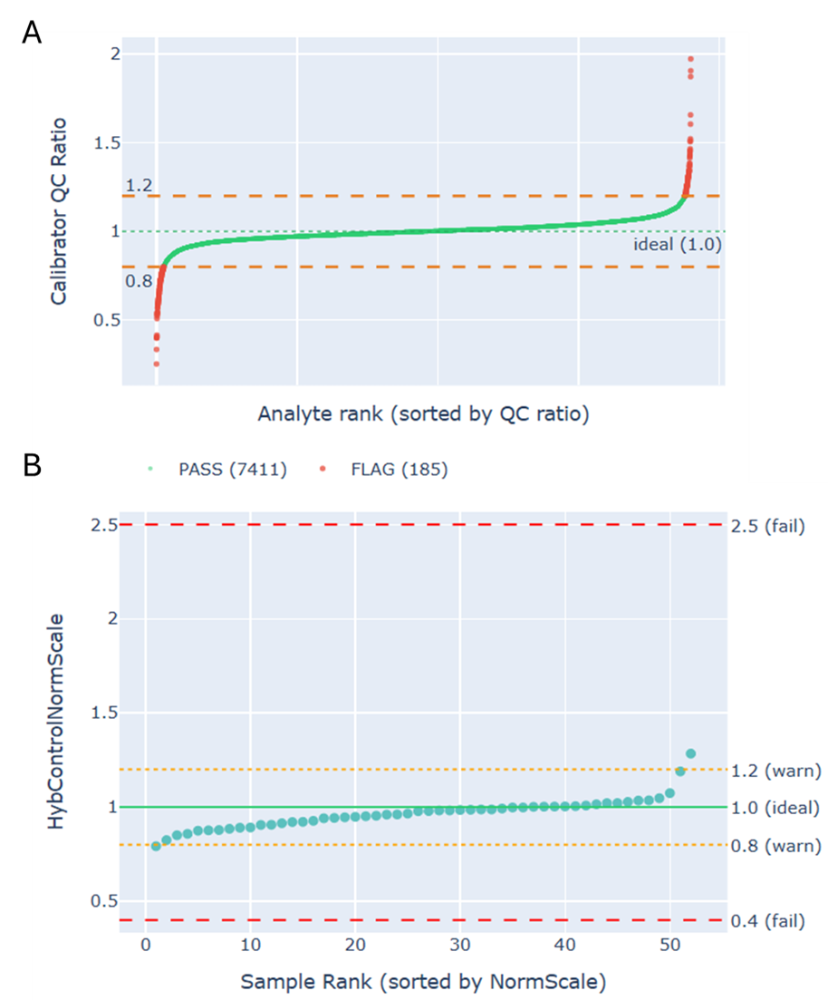 A
2
1.5
1
0.5
Calibrator QC Ratio
1.2
ideal (1.0)
0.8
Analyte rank (sorted by QC ratio)
B
PASS (7411)
FLAG (185)
2.5
2
1.5
1
0.5
HybControlNormScale
2.5 (fail)
1.2 (warn)
1.0 (ideal)
0.8 (warn)
0.4 (fail)
0 10 20 30 40 50
Sample Rank (sorted by NormScale)